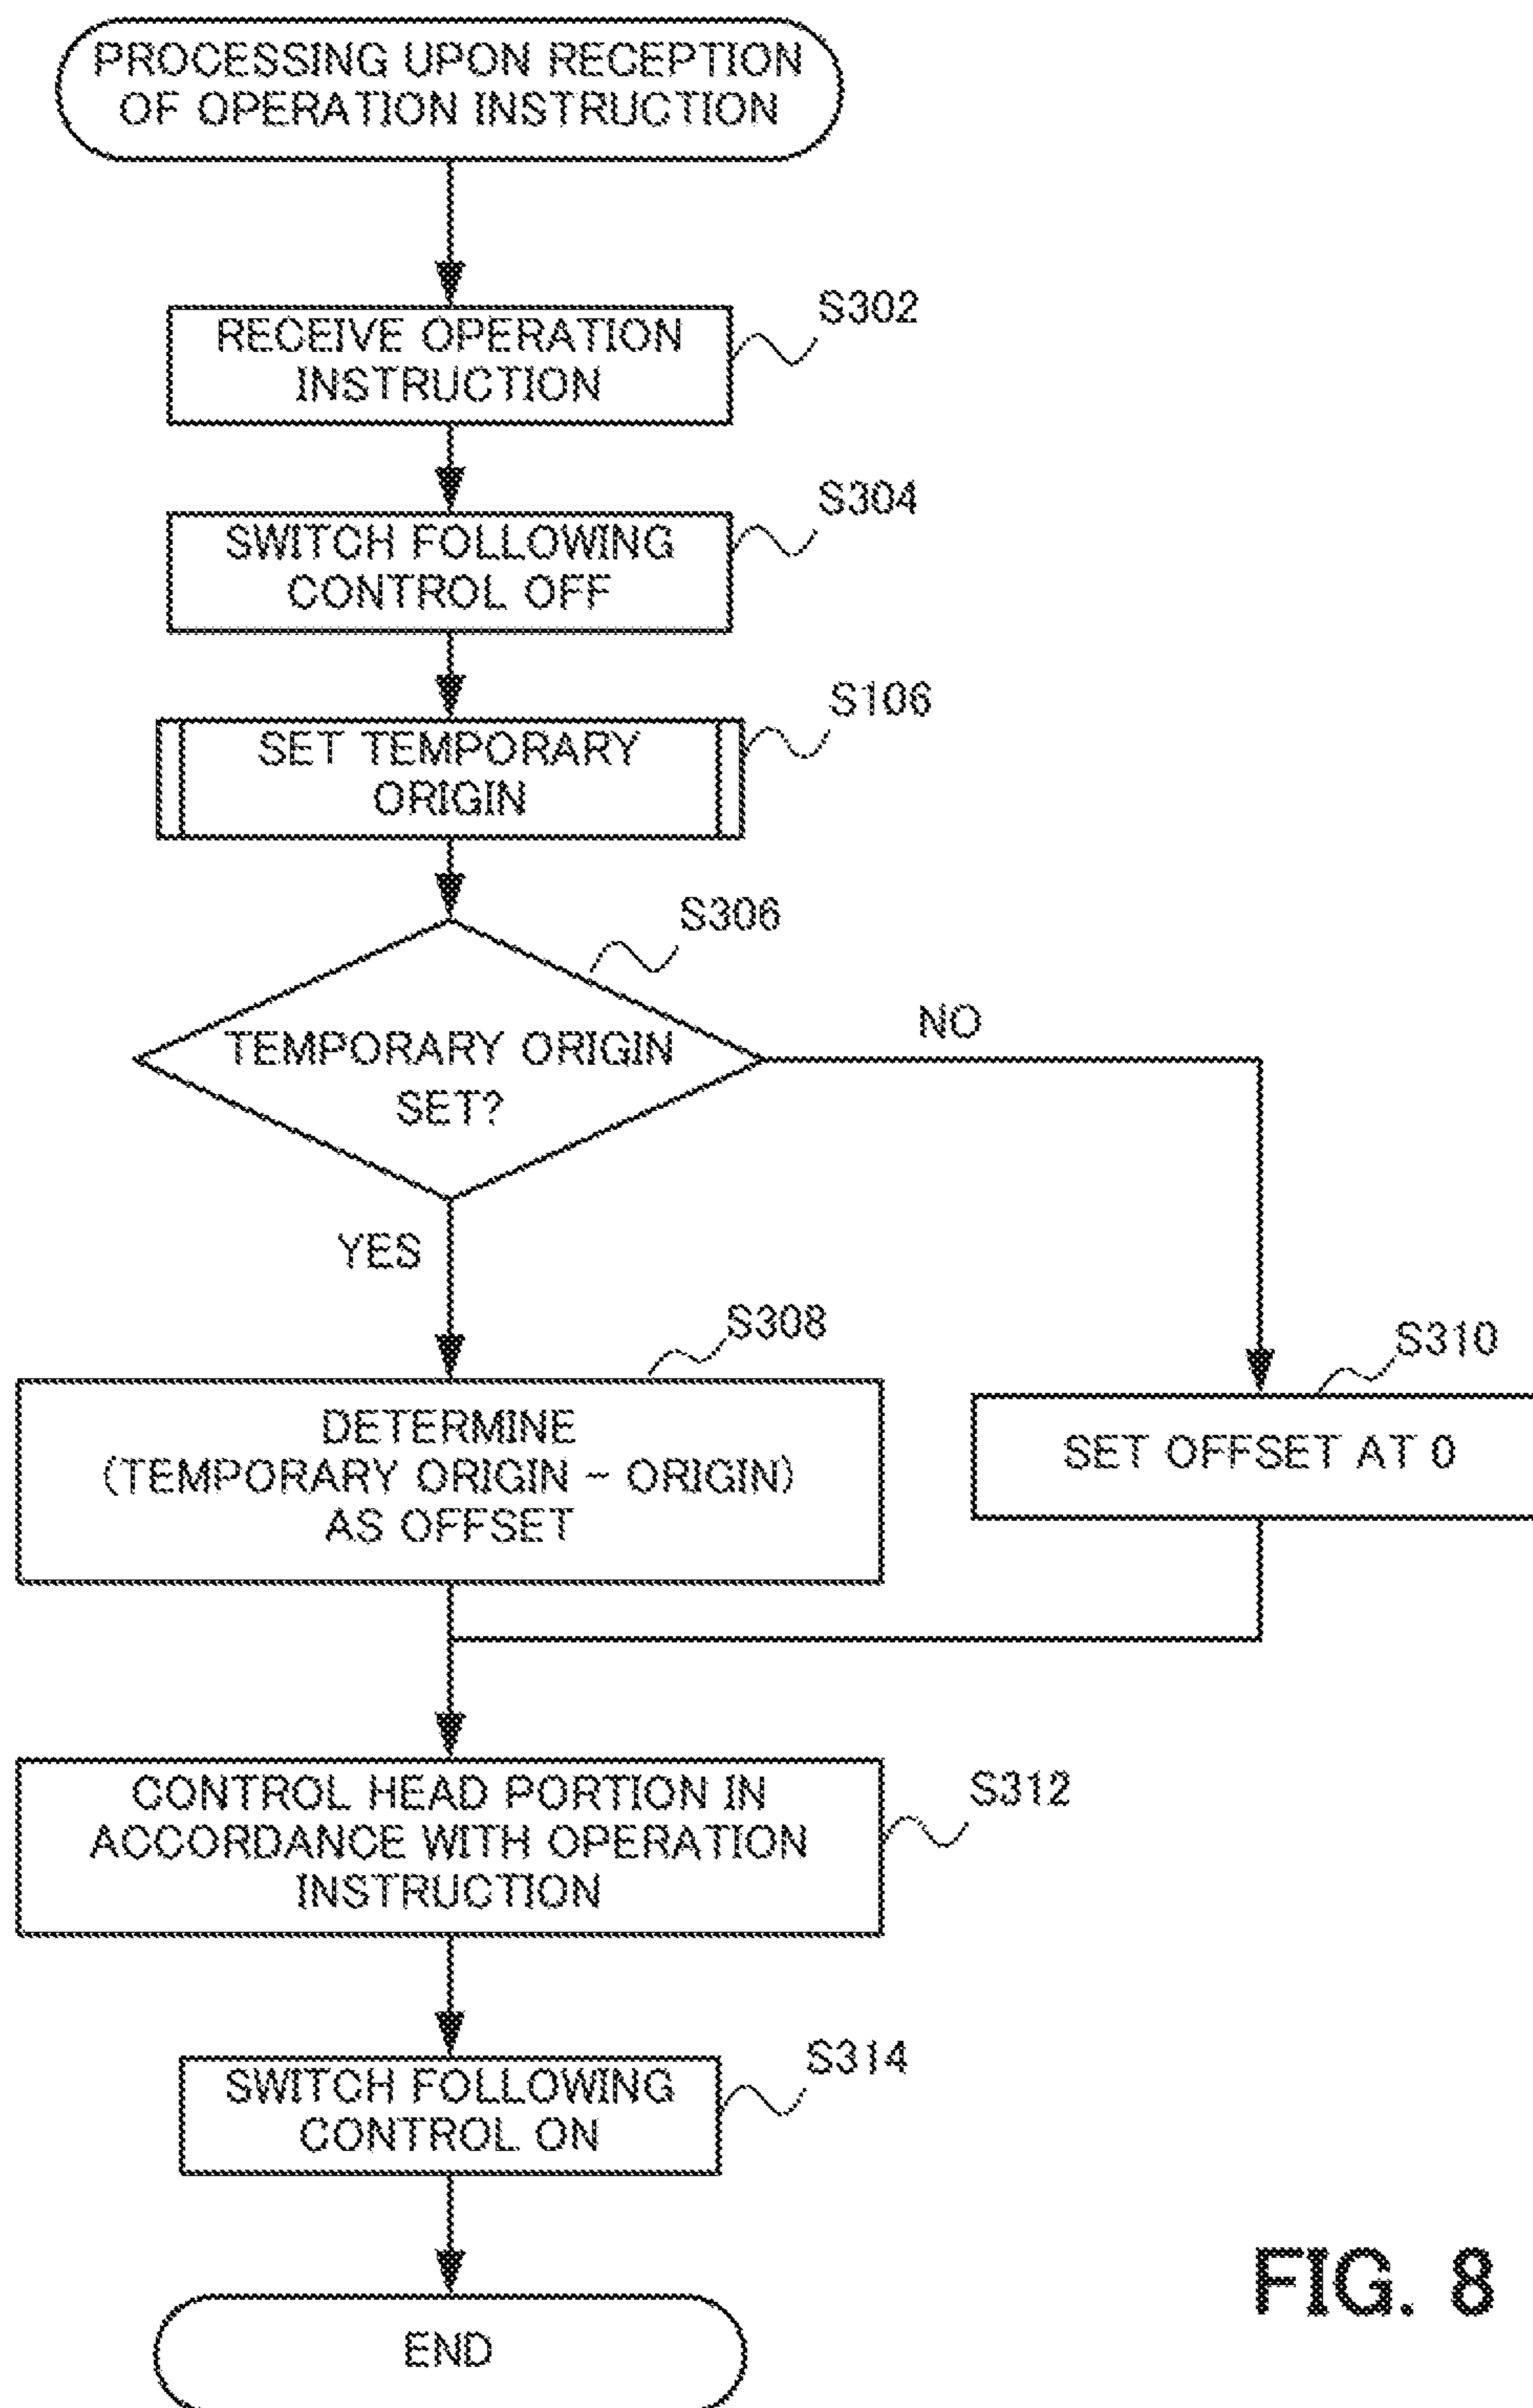 PROCESSING UPON RECEPTION
OF OPERATION INSTRUCTION
S302
RECEIVE OPERATION
INSTRUCTION
S304
SWITCH FOLLOWING
CONTROL OFF
S106
SET TEMPORARY
ORIGIN
S306
TEMPORARY ORIGIN
SET?
NO
YES
S308
DETERMINE
(TEMPORARY ORIGIN - ORIGIN)
AS OFFSET
S310
SET OFFSET AT 0
S312
CONTROL HEAD PORTION IN
ACCORDANCE WITH OPERATION
INSTRUCTION
S314
SWITCH FOLLOWING
CONTROL ON
END
FIG. 8